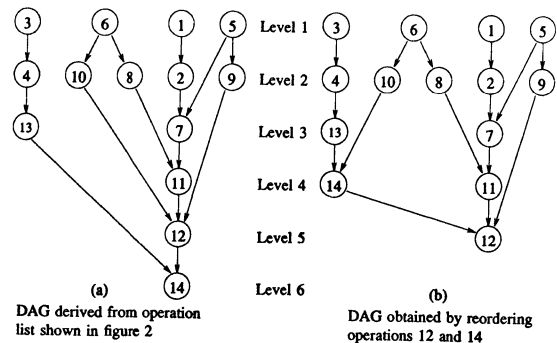 3 6 1 5 Level 1 3 6 1 5
4 10 8 2 9 Level 2 4 10 8 2 9
13 7 Level 3 13 7
11 Level 4 14 11
12 Level 5 12
14 Level 6
(a)
DAG derived from operation
list shown in figure 2
(b)
DAG obtained by reordering
operations 12 and 14